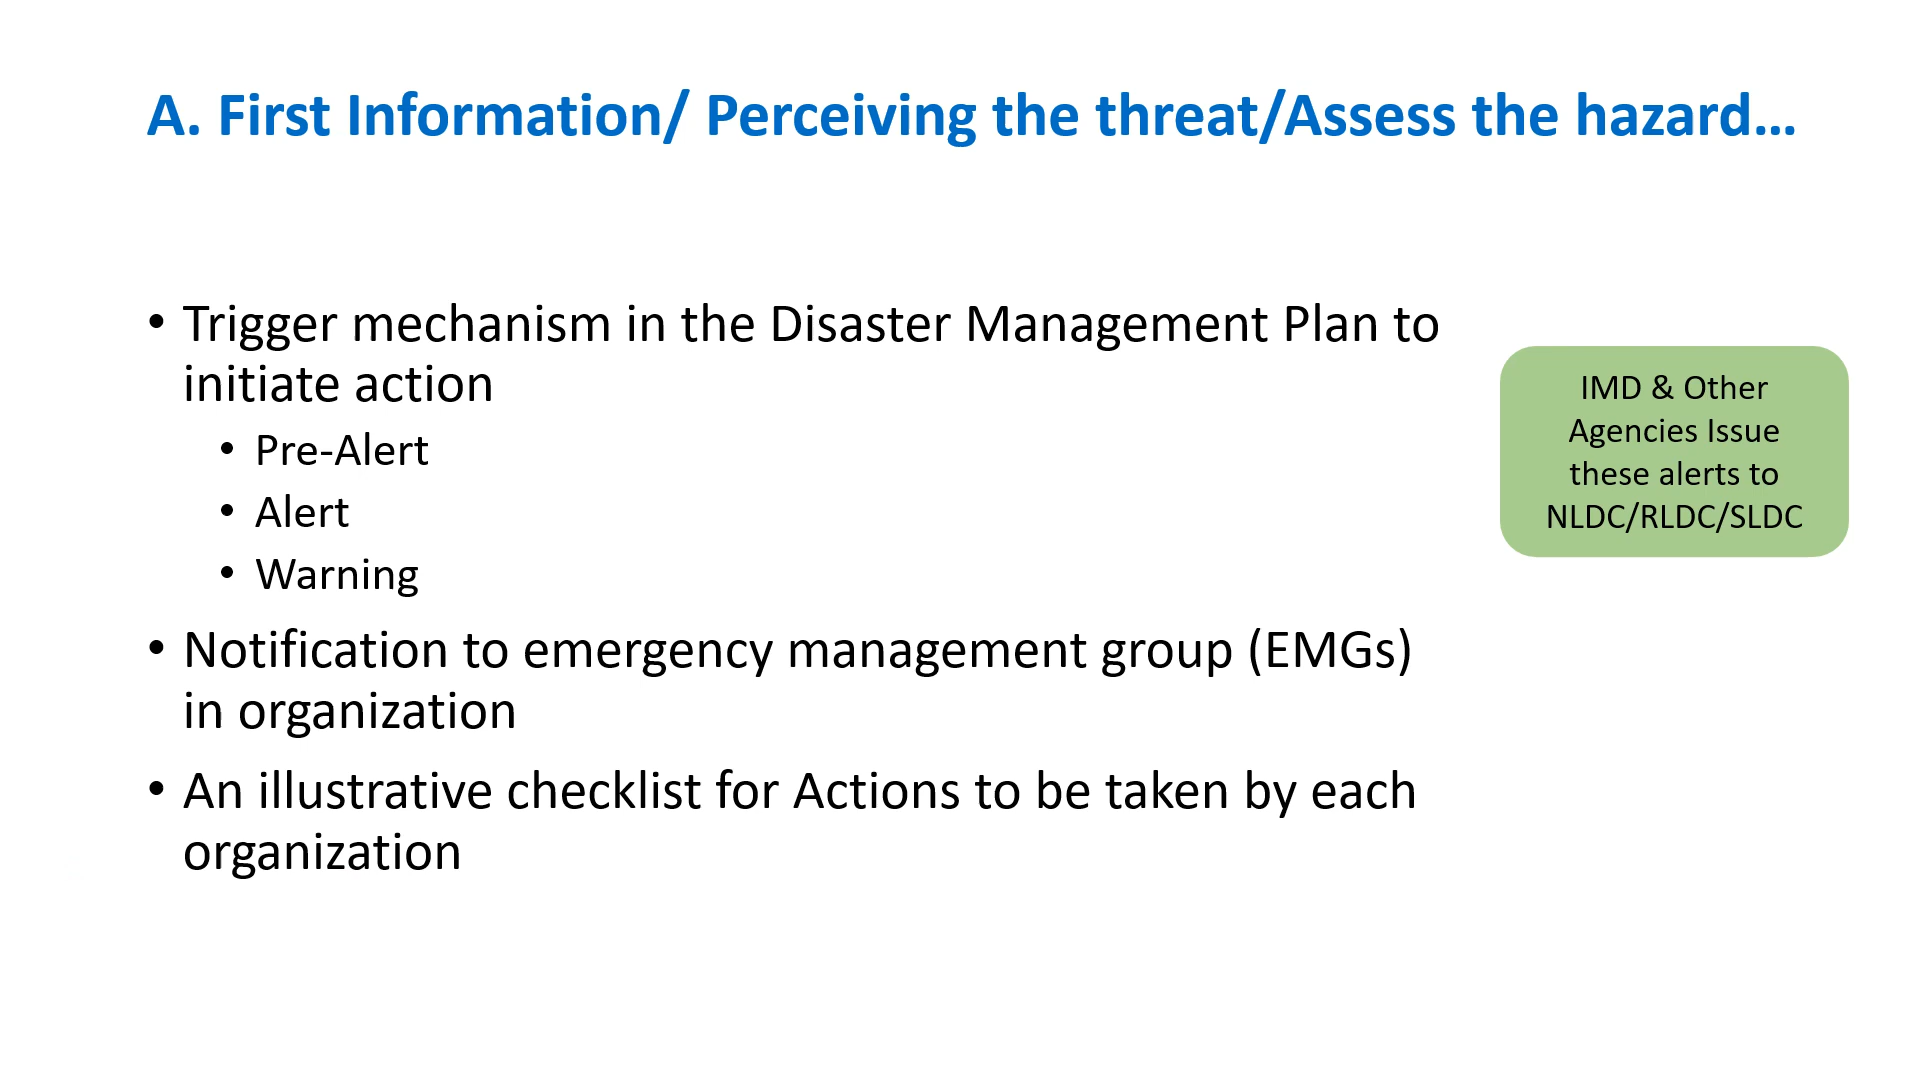 A. First Information/ Perceiving the threat/Assess the hazard…
• Trigger mechanism in the Disaster Management Plan to
initiate action
• Pre-Alert
• Alert
• Warning
• Notification to emergency management group (EMGs)
in organization
• An illustrative checklist for Actions to be taken by each
organization
IMD & Other
Agencies Issue
these alerts to
NLDC/RLDC/SLDC